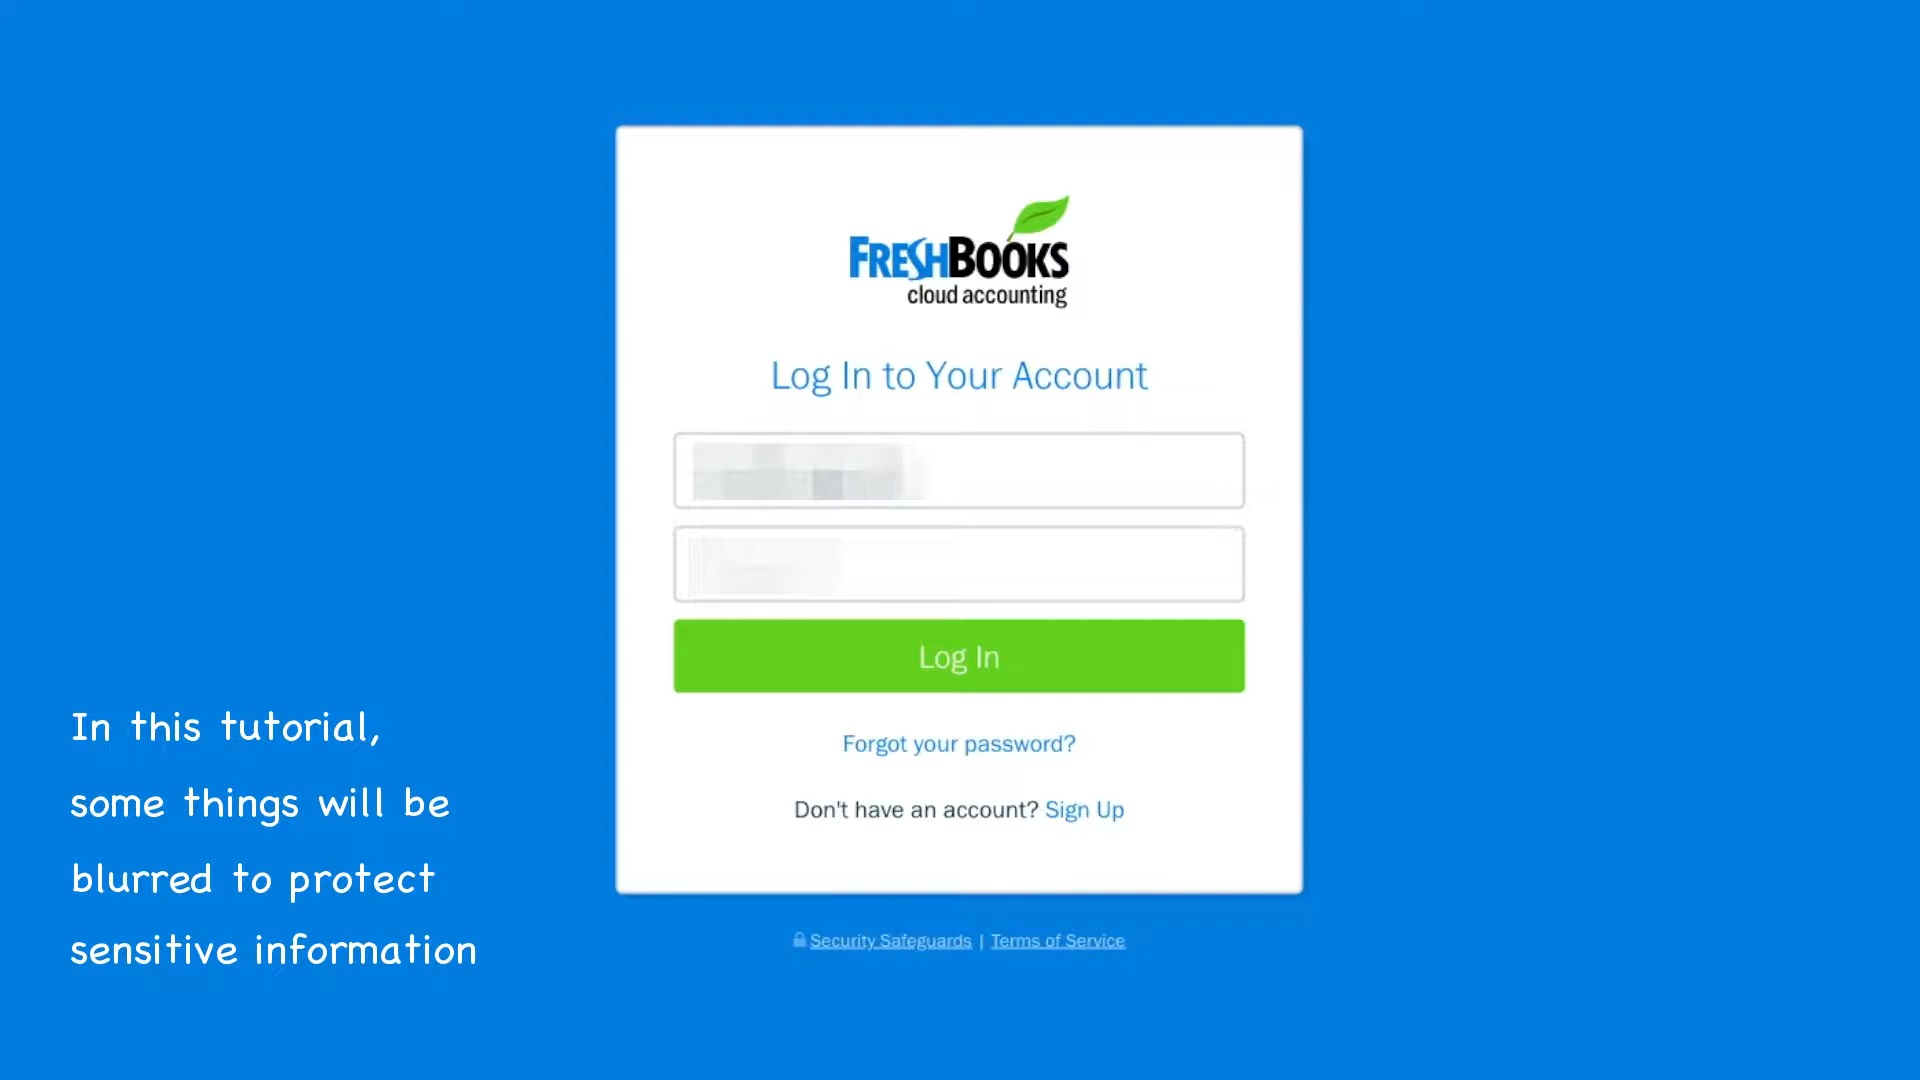 FRESHBOOKS
cloud accounting
Log In to Your Account
Log In
Forgot your password?
Don't have an account? Sign Up
Security Safeguards | Terms of Service
In this tutorial,
some things will be
blurred to protect
sensitive information